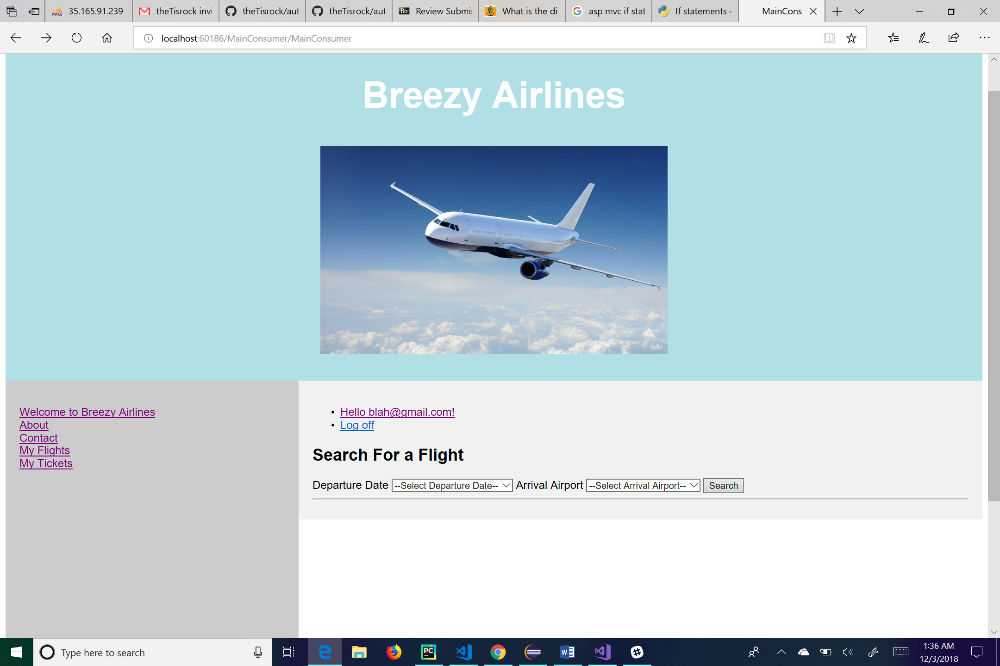 35.165.91.239
theTisrock invi
theTisrock/aut
theTisrock/aut
Review Submi
What is the di
asp mvc if stat
If statements -
MainCons
localhost:60186/MainConsumer/MainConsumer
Breezy Airlines
Welcome to Breezy Airlines
About
Contact
My Flights
My Tickets
• Hello blah@gmail.com!
• Log off
Search For a Flight
Departure Date --Select Departure Date-- Arrival Airport --Select Arrival Airport-- Search
Type here to search
1:36 AM
12/3/2018